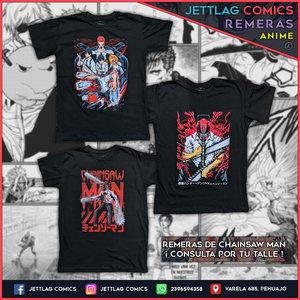 JETTLAG COMICS
REMERAS
ANIME
CHAINSAW
MAN
チェンソーマン
REMERAS DE CHAINSAW MAN
¡ CONSULTA POR TU TALLE !
JETTLAG COMICS
JETTLAG COMICS
2396594358
VARELA 685, PEHUAJO